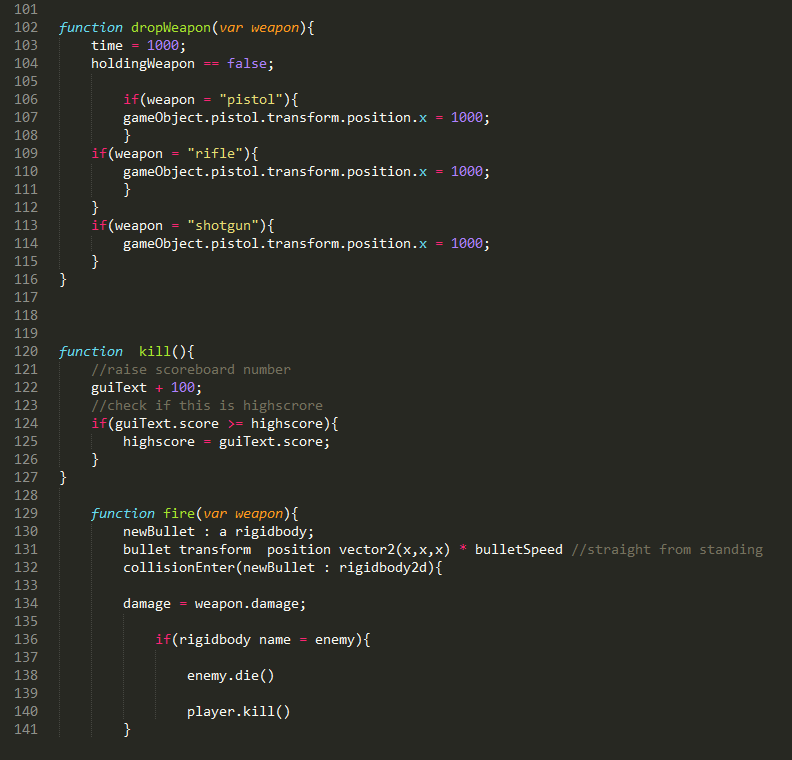 101
102 function dropWeapon(var weapon){
103 time = 1000;
104 holdingWeapon == false;
105
106 if(weapon = "pistol"){
107 gameObject.pistol.transform.position.x = 1000;
108 }
109 if(weapon = "rifle"){
110 gameObject.pistol.transform.position.x = 1000;
111 }
112 }
113 if(weapon = "shotgun"){
114 gameObject.pistol.transform.position.x = 1000;
115 }
116 }
117
118
119
120 function  kill(){
121 //raise scoreboard number
122 guiText + 100;
123 //check if this is highscrore
124 if(guiText.score >= highscore){
125 highscore = guiText.score;
126 }
127 }
128
129 function fire(var weapon){
130 newBullet : a rigidbody;
131 bullet transform  position vector2(x,x,x) * bulletSpeed //straight from standing
132 collisionEnter(newBullet : rigidbody2d){
133
134 damage = weapon.damage;
135
136 if(rigidbody name = enemy){
137
138 enemy.die()
139
140 player.kill()
141 }